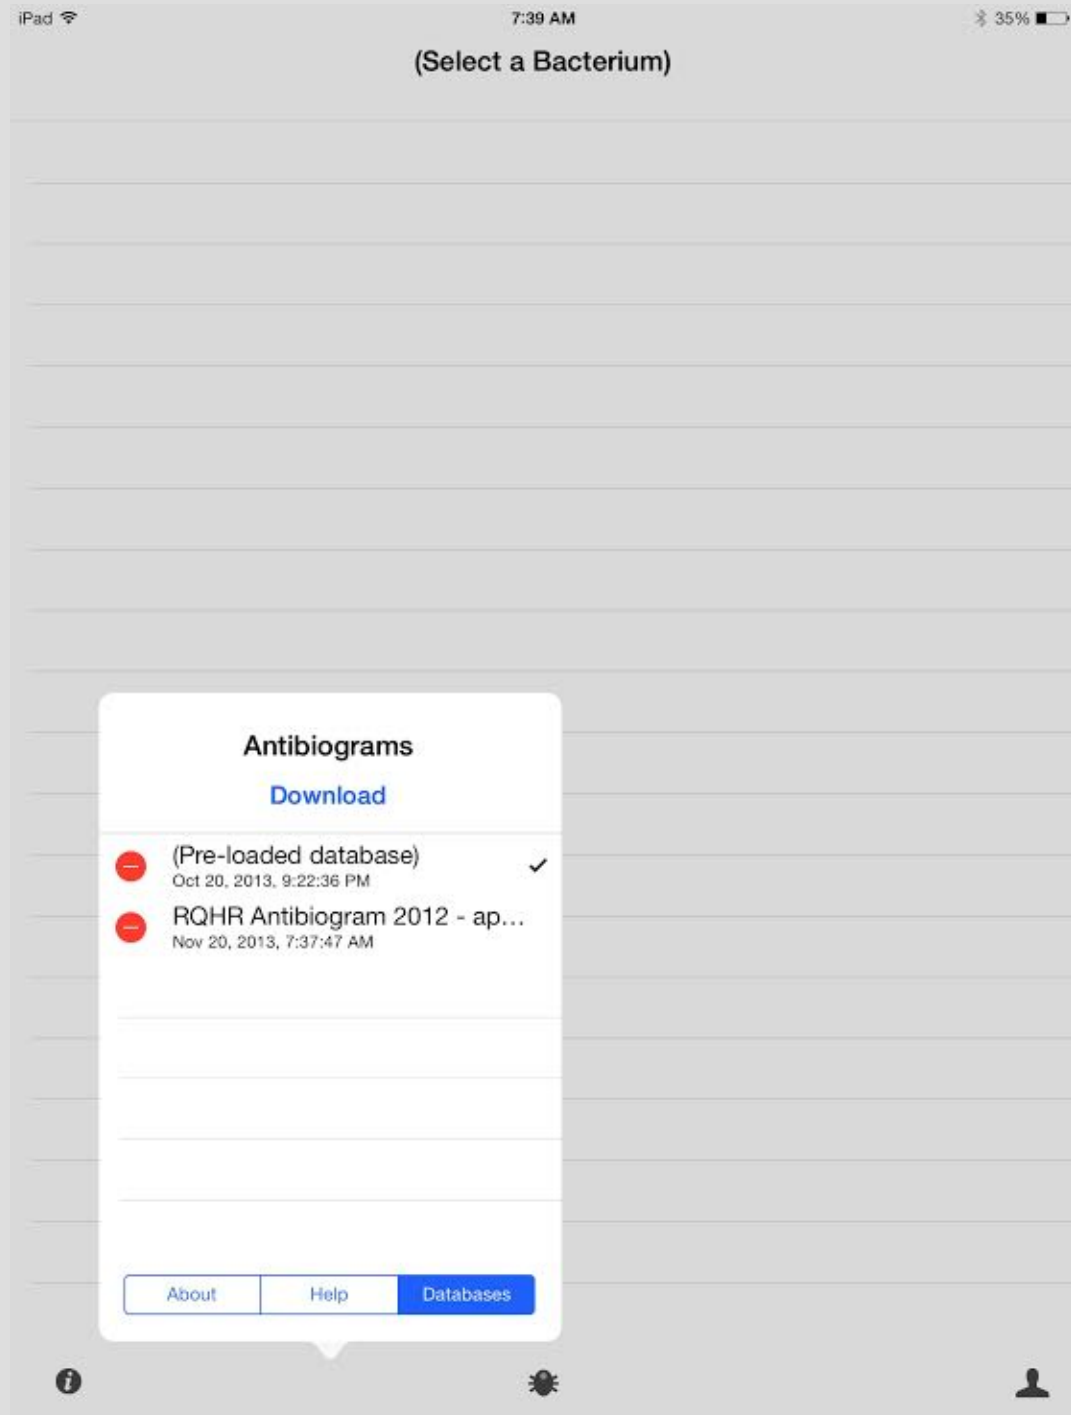 iPad 7:39 AM 35%
(Select a Bacterium)
Antibiograms
Download
(Pre-loaded database)
Oct 20, 2013, 9:22:36 PM
RQHR Antibiogram 2012 - ap...
Nov 20, 2013, 7:37:47 AM
About Help Databases